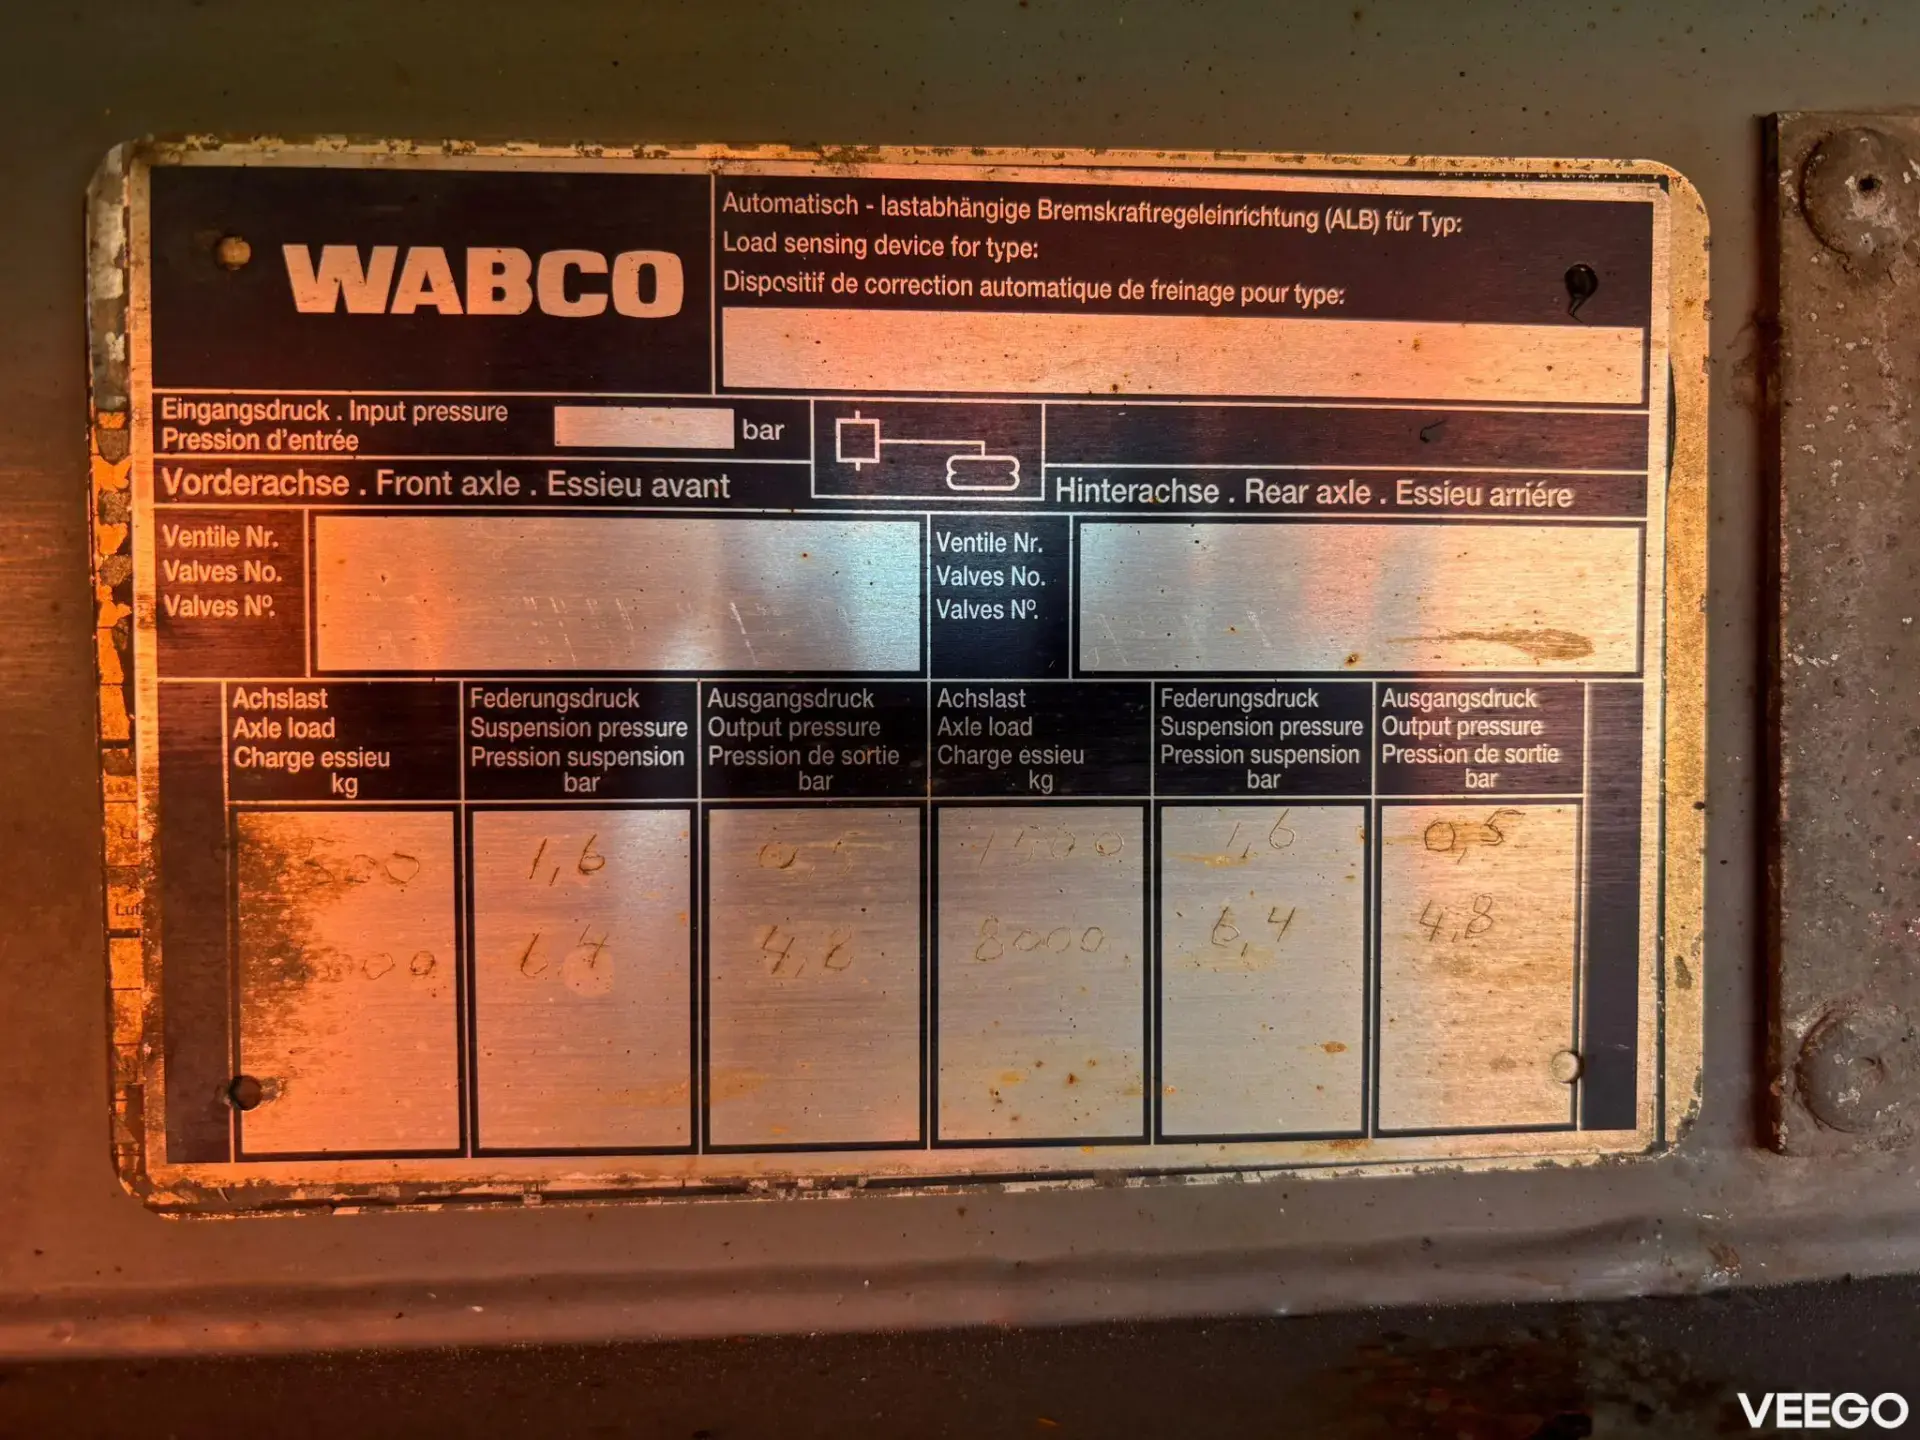 WABCO
Automatisch - lastabhängige Bremskraftregeleinrichtung (ALB) für Typ:
Load sensing device for type:
Dispositif de correction automatique de freinage pour type:
Eingangsdruck . Input pressure
Pression d'entrée
bar
Vorderachse . Front axle . Essieu avant
Hinterachse . Rear axle . Essieu arriére
Ventile Nr.
Valves No.
Valves Nº.
Ventile Nr.
Valves No.
Valves Nº.
Achslast
Axle load
Charge essieu
kg
Federungsdruck
Suspension pressure
Pression suspension
bar
Ausgangsdruck
Output pressure
Pression de sortie
bar
Achslast
Axle load
Charge essieu
kg
Federungsdruck
Suspension pressure
Pression suspension
bar
Ausgangsdruck
Output pressure
Pression de sortie
bar
1,6 0,5 1500 1,6 0,5
6,4 4,8 8000 6,4 4,8
VEEGO